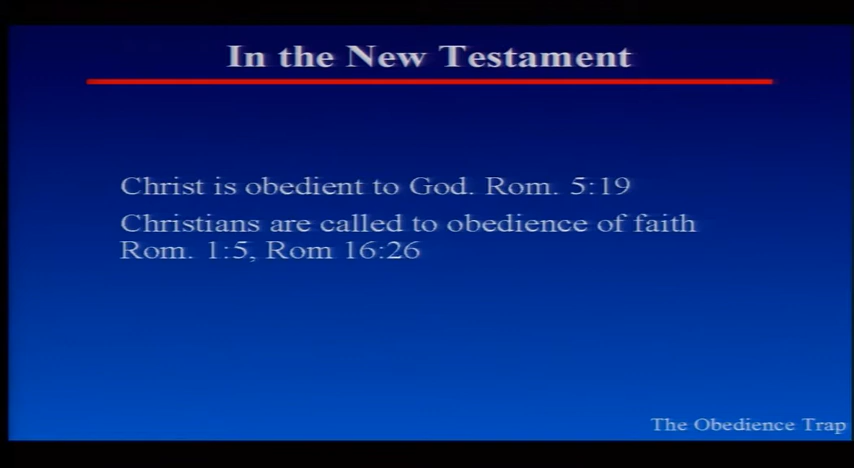 In the New Testament
Christ is obedient to God. Rom. 5:19
Christians are called to obedience of faith
Rom. 1:5, Rom 16:26
The Obedience Trap